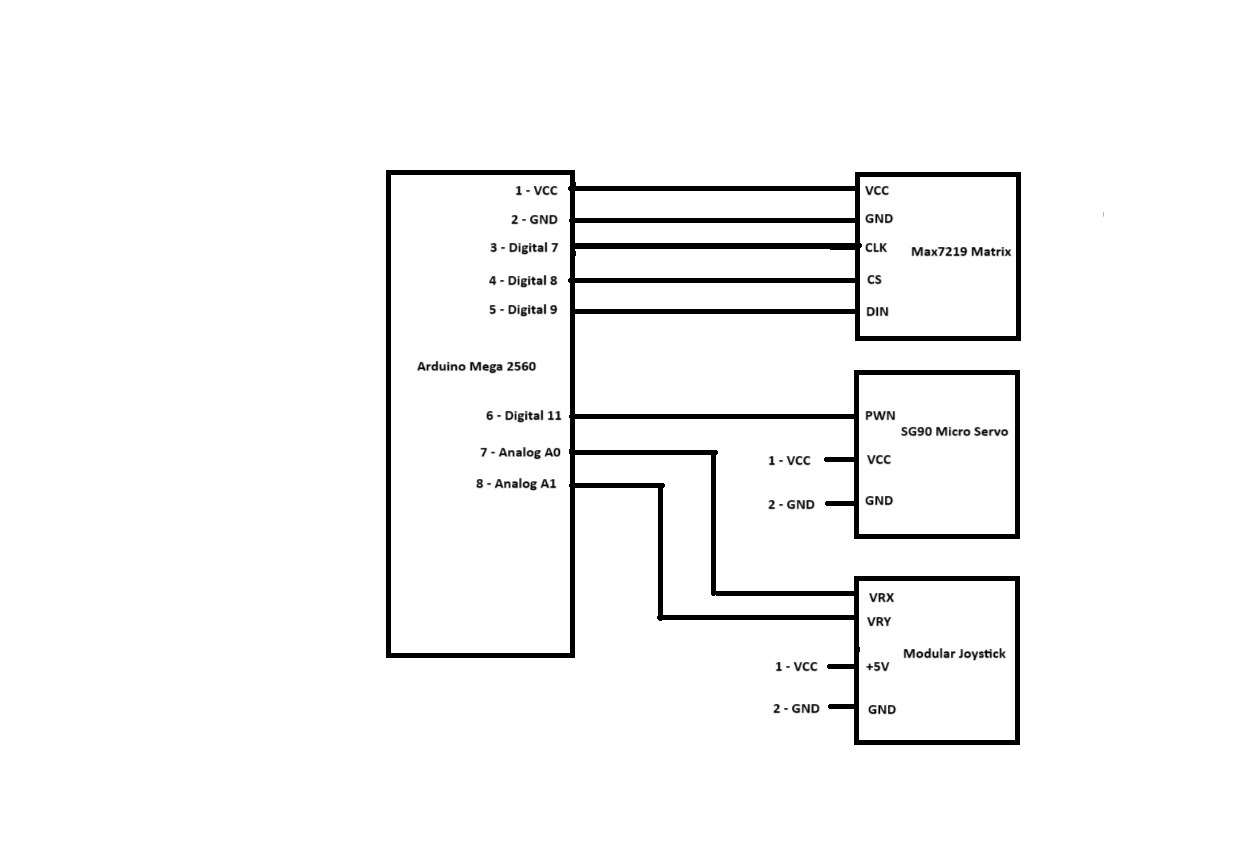 1 - VCC
2 - GND
3 - Digital 7
4 - Digital 8
5 - Digital 9
Arduino Mega 2560
6 - Digital 11
7 - Analog A0
8 - Analog A1
VCC
GND
CLK
Max7219 Matrix
CS
DIN
PWN
SG90 Micro Servo
1 - VCC
VCC
2 - GND
GND
VRX
VRY
Modular Joystick
1 - VCC
+5V
2 - GND
GND